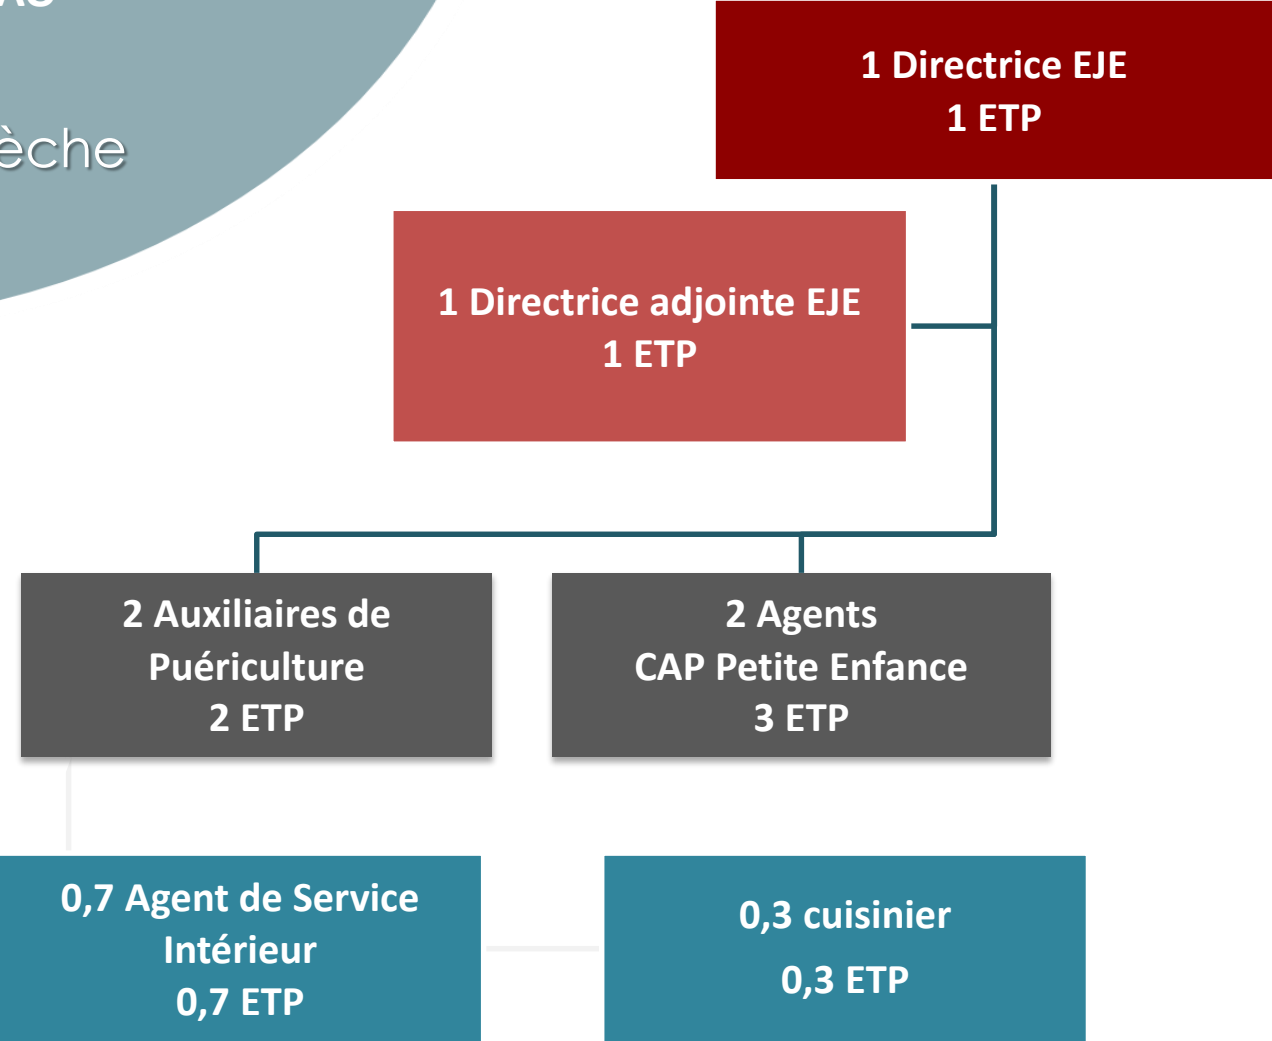 èche
1 Directrice EJE
1 ETP
1 Directrice adjointe EJE
1 ETP
2 Auxiliaires de
Puériculture
2 ETP
2 Agents
CAP Petite Enfance
3 ETP
0,7 Agent de Service
Intérieur
0,7 ETP
0,3 cuisinier
0,3 ETP